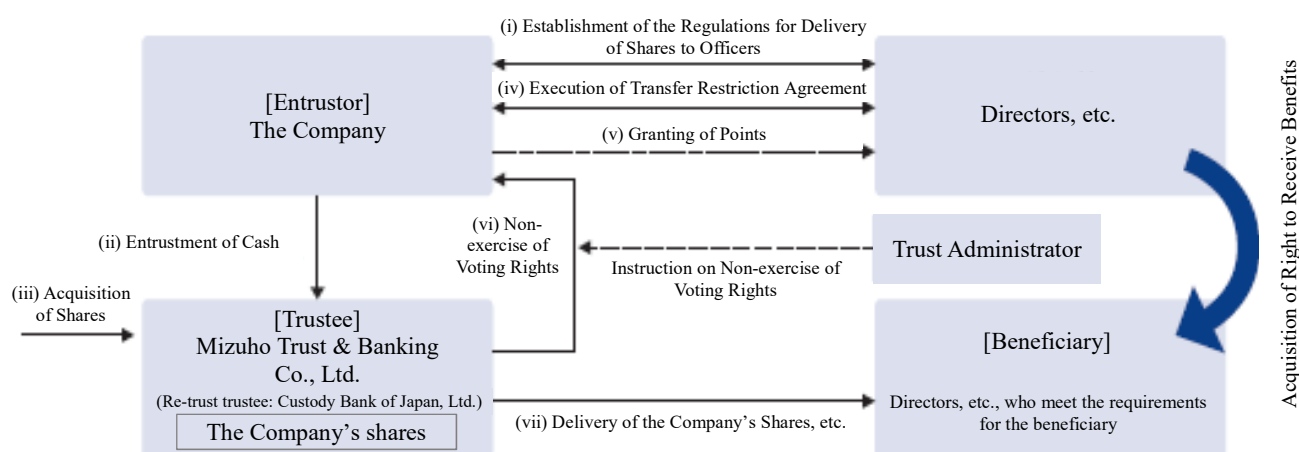 (i) Establishment of the Regulations for Delivery
of Shares to Officers
[Entrustor]
The Company
(iv) Execution of Transfer Restriction Agreement
(v) Granting of Points
Directors, etc.
Acquisition of Right to Receive Benefits
(ii) Entrustment of Cash
(vi) Non-
exercise of
Voting Rights
Trust Administrator
Instruction on Non-exercise of
Voting Rights
(iii) Acquisition
of Shares
[Trustee]
Mizuho Trust & Banking
Co., Ltd.
(Re-trust trustee: Custody Bank of Japan, Ltd.)
The Company’s shares
(vii) Delivery of the Company’s Shares, etc.
[Beneficiary]
Directors, etc., who meet the requirements
for the beneficiary